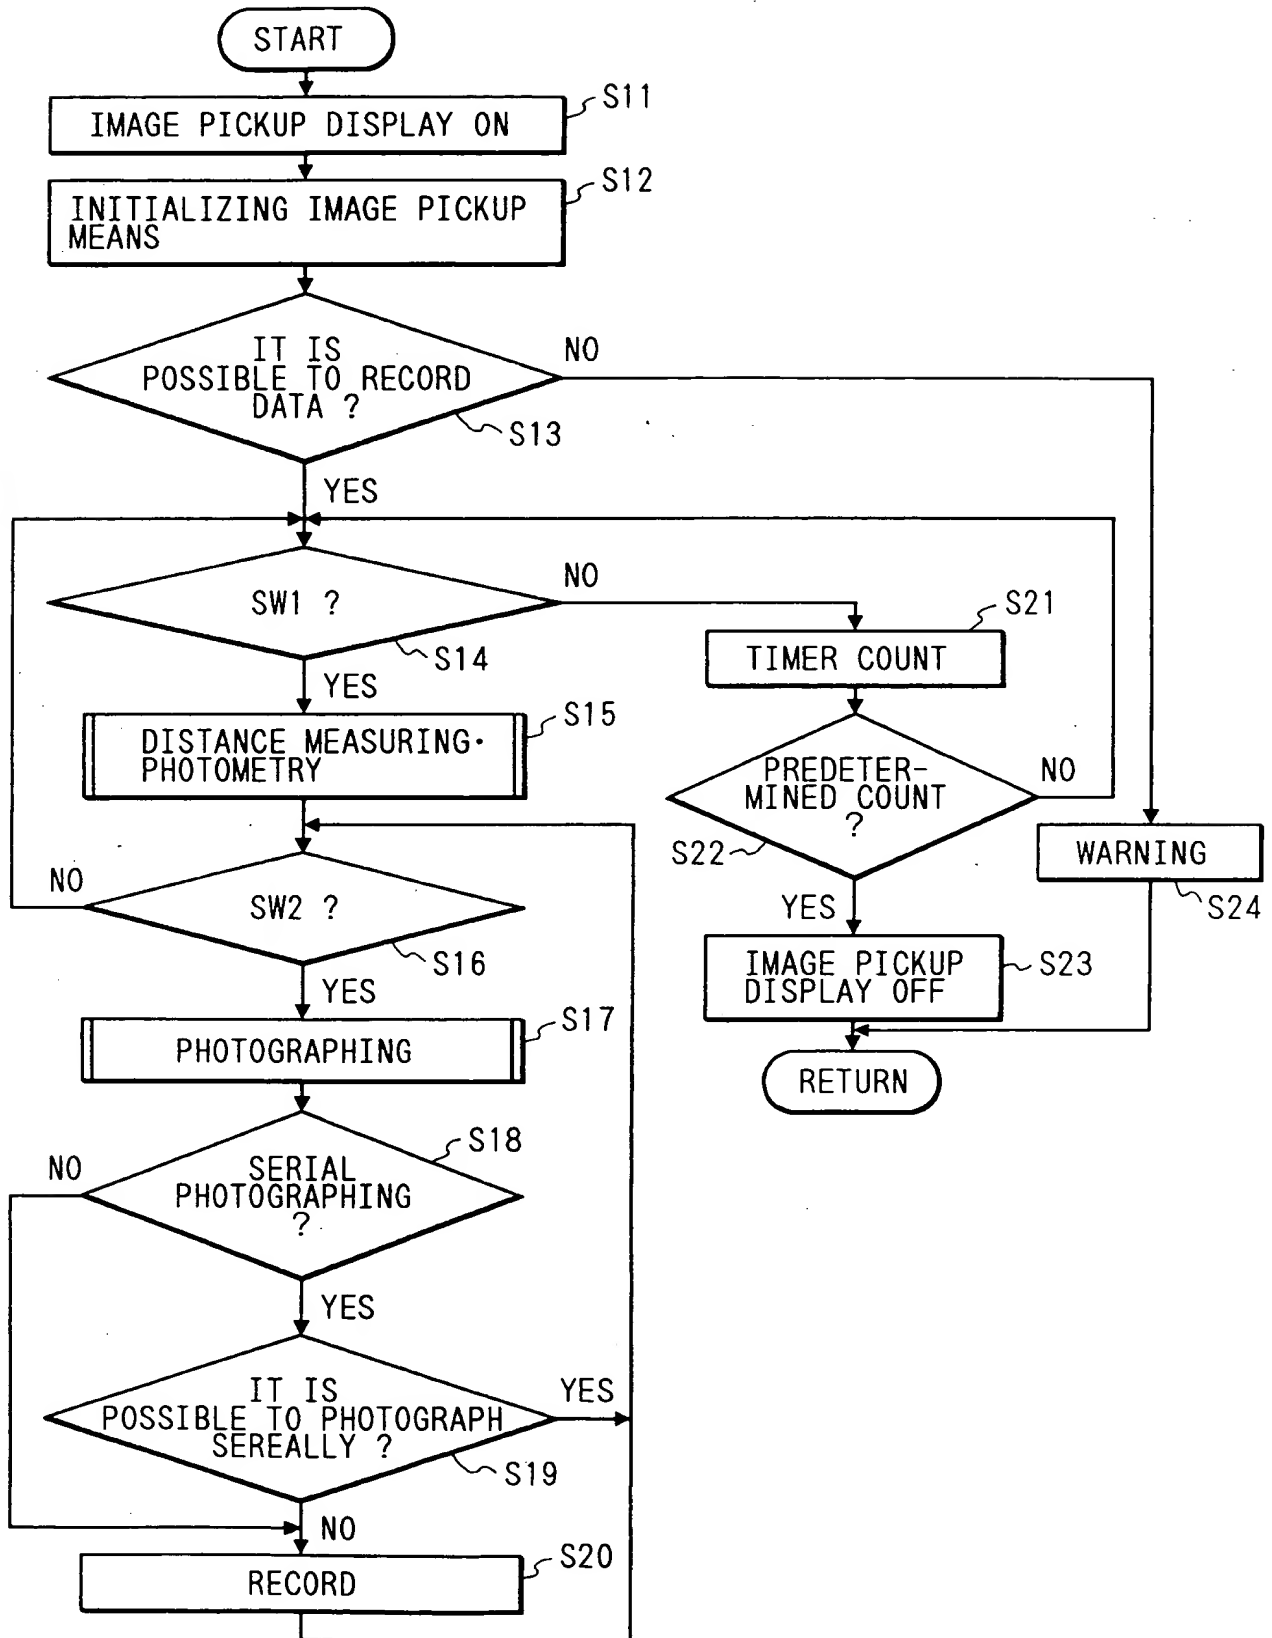 START
IMAGE PICKUP DISPLAY ON
S11
INITIALIZING IMAGE PICKUP
MEANS
S12
IT IS
POSSIBLE TO RECORD
DATA ?
NO
S13
YES
SW1 ?
NO
S14
YES
S21
TIMER COUNT
DISTANCE MEASURING·
PHOTOMETRY
S15
PREDETER-
MINED COUNT
?
NO
S22
YES
WARNING
S24
SW2 ?
NO
S16
YES
IMAGE PICKUP
DISPLAY OFF
S23
PHOTOGRAPHING
S17
RETURN
SERIAL
PHOTOGRAPHING
?
NO
S18
YES
IT IS
POSSIBLE TO PHOTOGRAPH
SEREALLY ?
YES
S19
NO
RECORD
S20